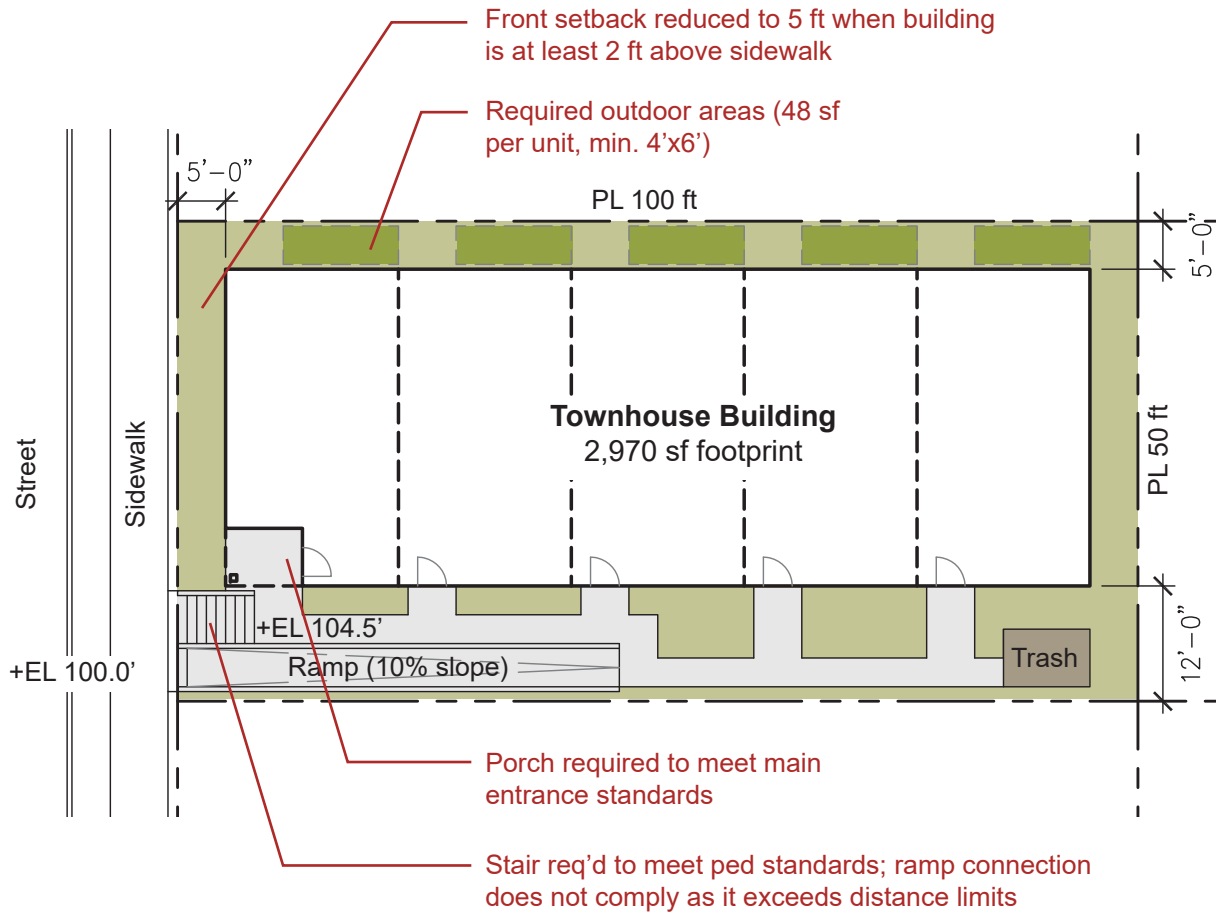 Front setback reduced to 5 ft when building
is at least 2 ft above sidewalk
Required outdoor areas (48 sf
per unit, min. 4’x6’)
5’-0”
PL 100 ft
5’-0”
Townhouse Building
2,970 sf footprint
Street
Sidewalk
PL 50 ft
+EL 104.5’
+EL 100.0’
Ramp (10% slope)
Trash
12’-0”
Porch required to meet main
entrance standards
Stair req’d to meet ped standards; ramp connection
does not comply as it exceeds distance limits